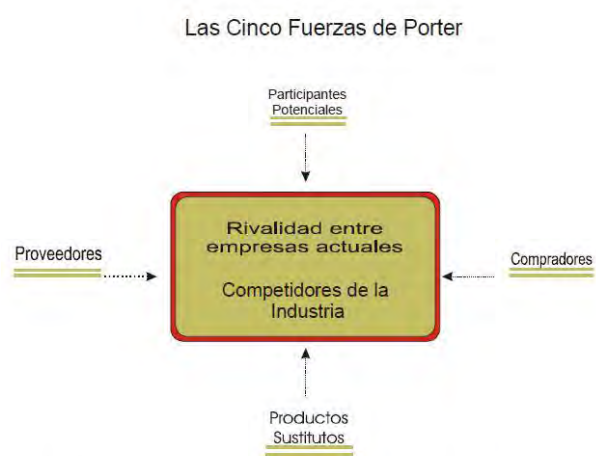 Las Cinco Fuerzas de Porter
Participantes
Potenciales
Rivalidad entre
empresas actuales
Competidores de la
Industria
Proveedores
Compradores
Productos
Sustitutos